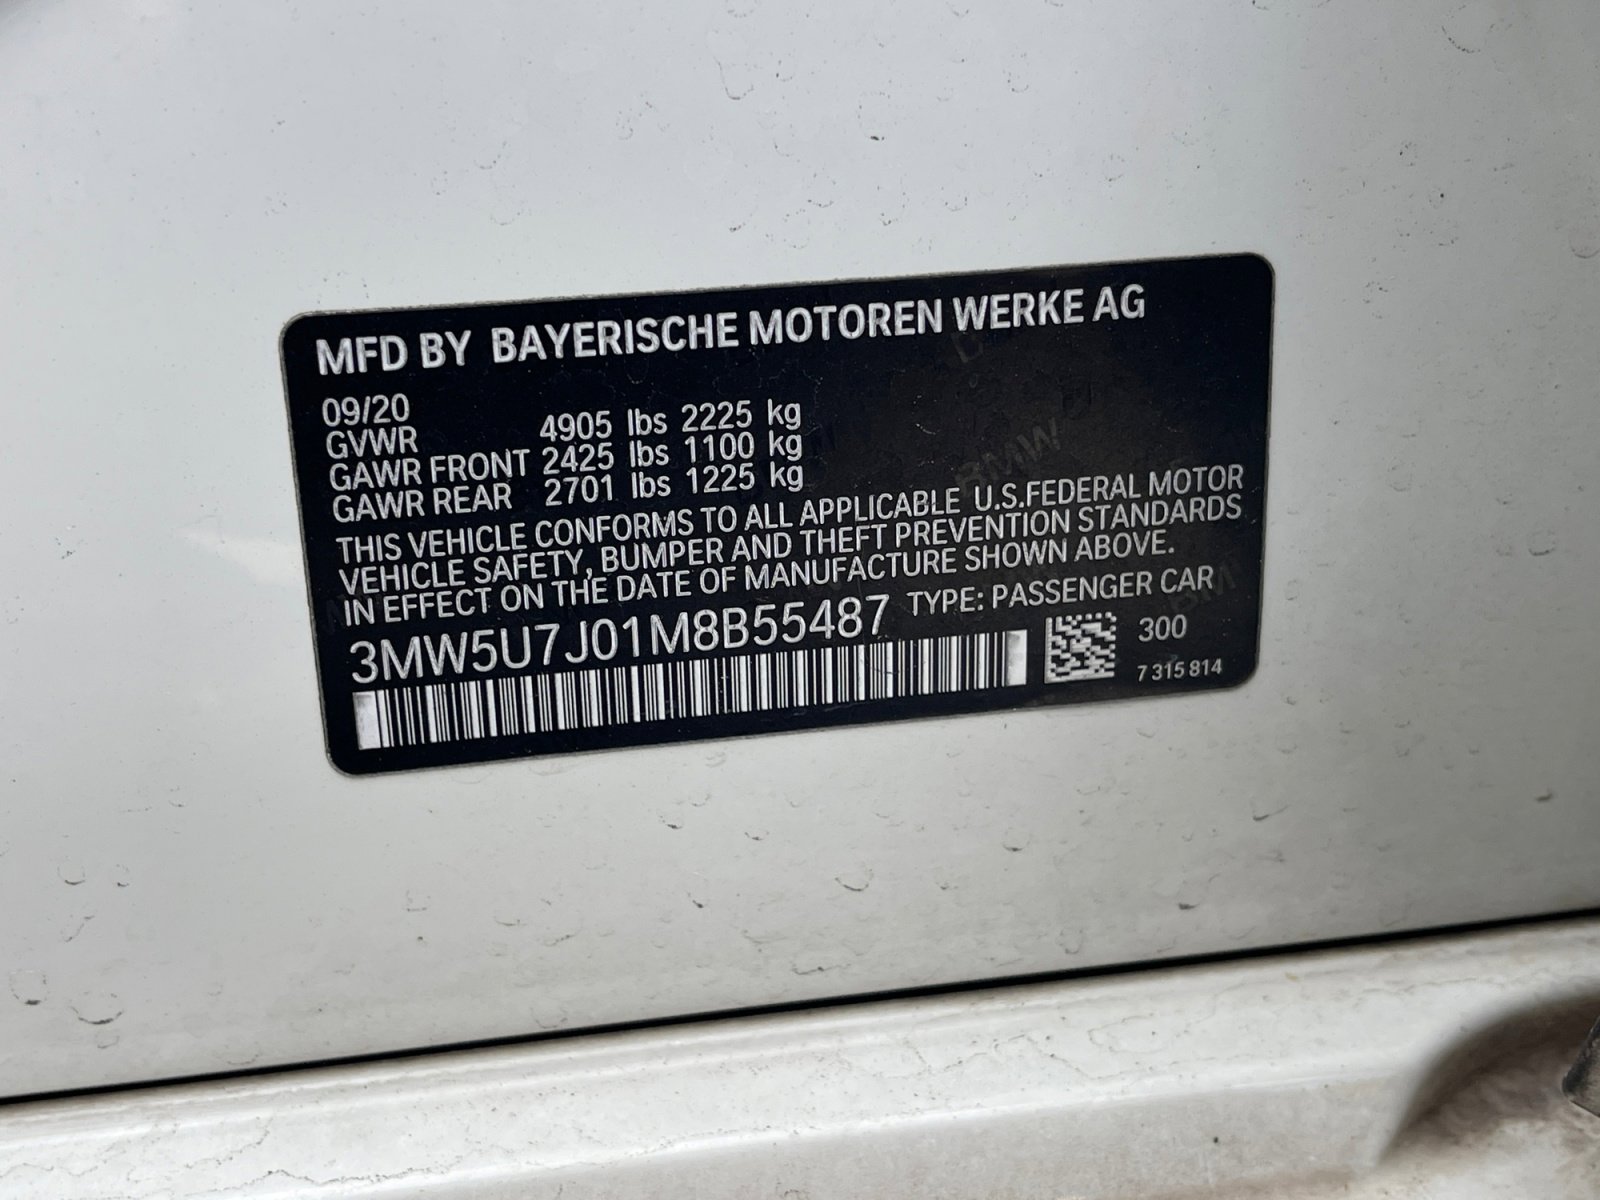 MFD BY BAYERISCHE MOTOREN WERKE AG
09/20
GVWR 4905 lbs 2225 kg
GAWR FRONT 2425 lbs 1100 kg
GAWR REAR 2701 lbs 1225 kg
THIS VEHICLE CONFORMS TO ALL APPLICABLE U.S.FEDERAL MOTOR
VEHICLE SAFETY, BUMPER AND THEFT PREVENTION STANDARDS
IN EFFECT ON THE DATE OF MANUFACTURE SHOWN ABOVE.
3MW5U7J01M8B55487 TYPE: PASSENGER CAR
300
7 315 814
BMW